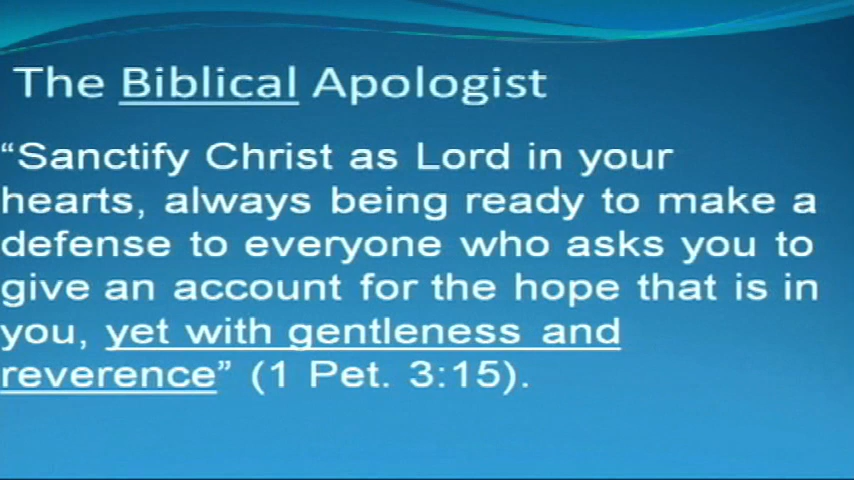 The Biblical Apologist
“Sanctify Christ as Lord in your
hearts, always being ready to make a
defense to everyone who asks you to
give an account for the hope that is in
you, yet with gentleness and
reverence” (1 Pet. 3:15).